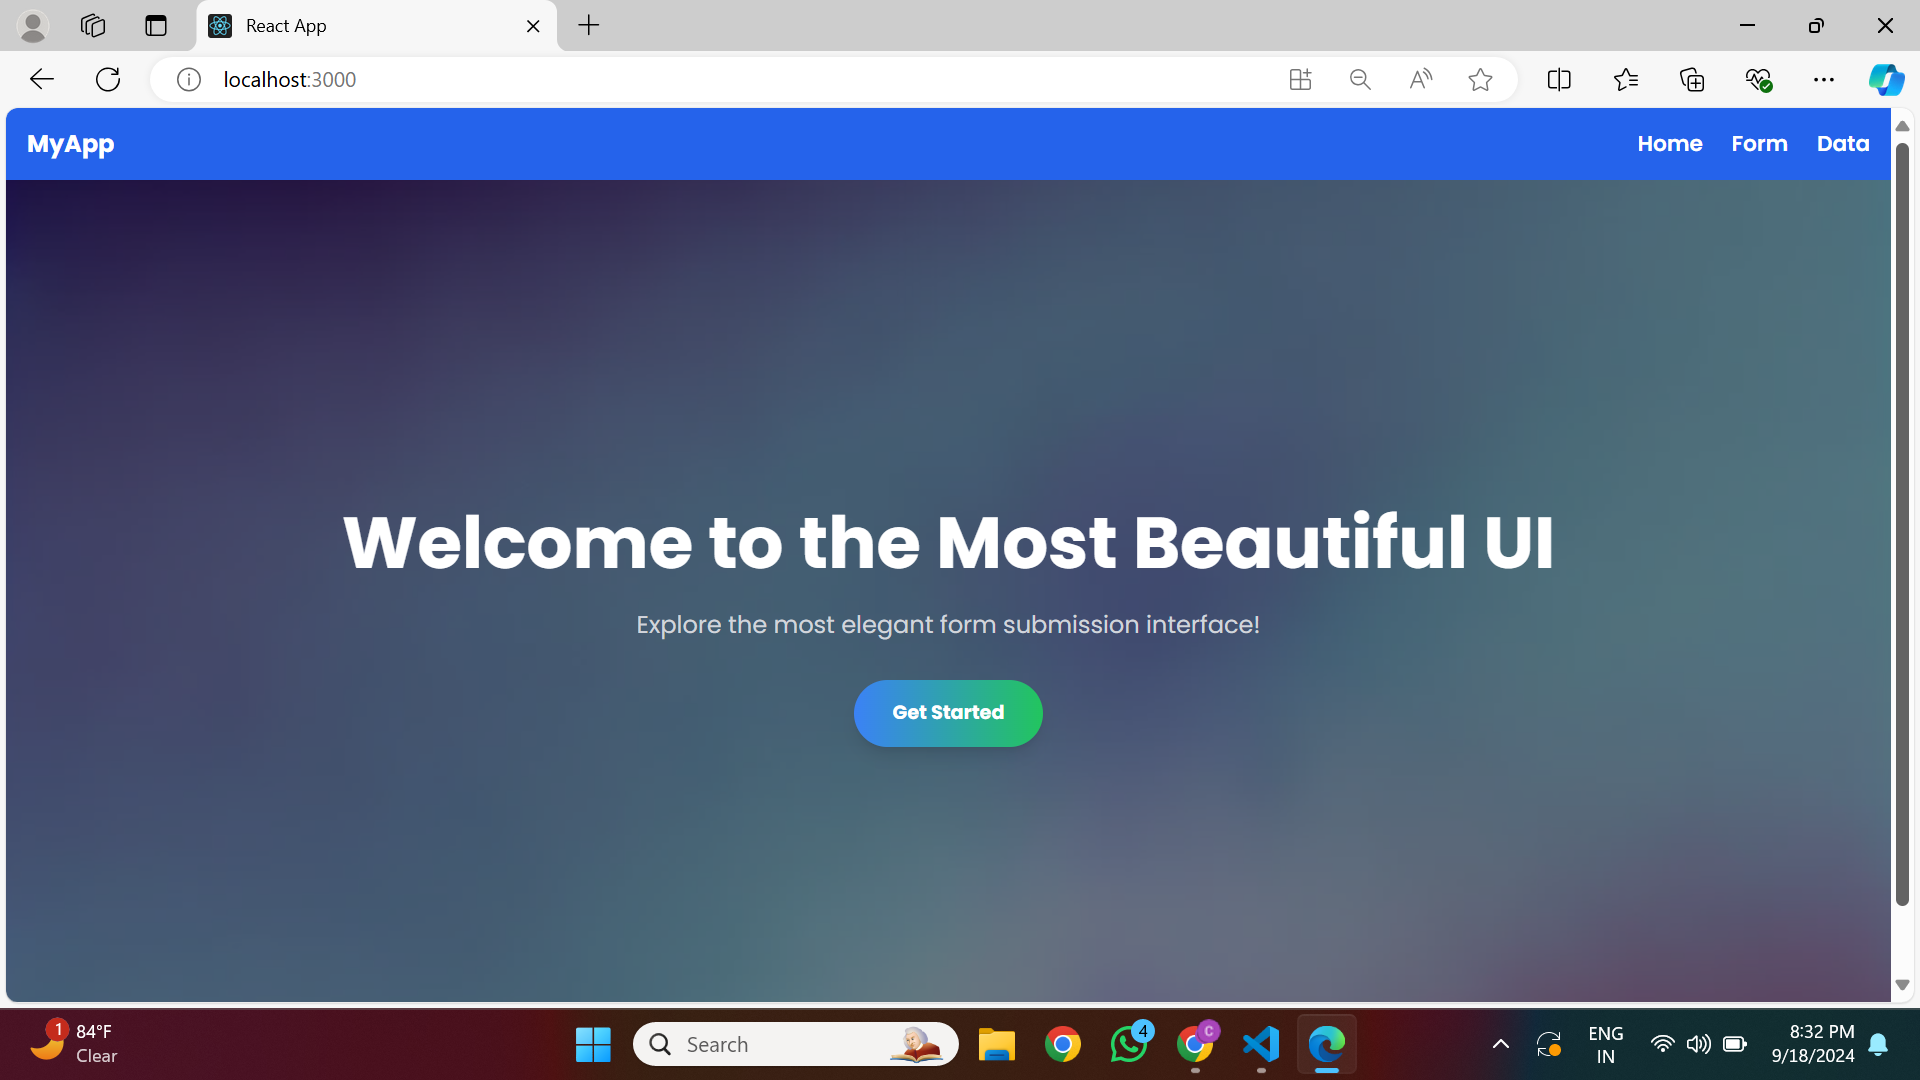 React App
localhost:3000
MyApp
Home Form Data
Welcome to the Most Beautiful UI
Explore the most elegant form submission interface!
Get Started
1
84°F
Clear
Search
4
C
ENG
IN
8:32 PM
9/18/2024